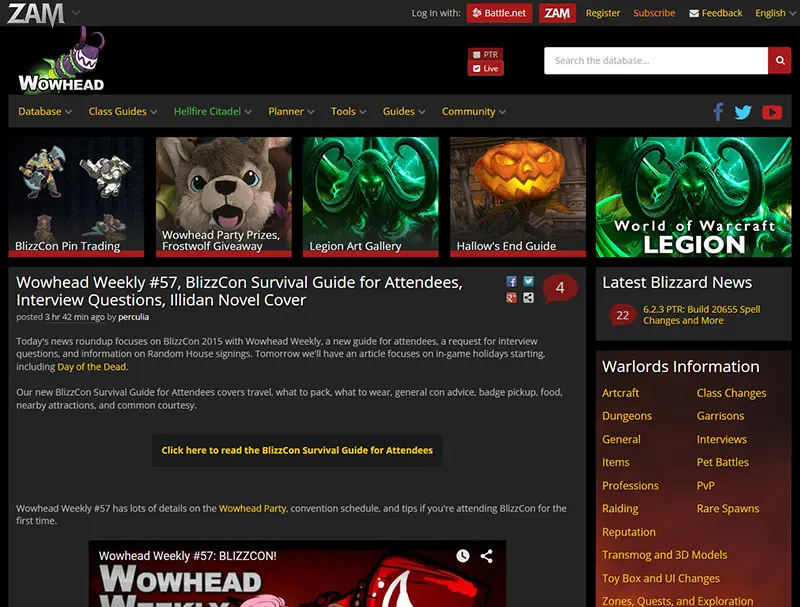 ZAM
Log In with: Battle.net ZAM Register Subscribe Feedback English
WOWHEAD
PTR
Live
Search the database...
Database Class Guides Hellfire Citadel Planner Tools Guides Community
BlizzCon Pin Trading
Wowhead Party Prizes,
Frostwolf Giveaway
Legion Art Gallery
Hallow's End Guide
World of Warcraft
LEGION
Wowhead Weekly #57, BlizzCon Survival Guide for Attendees,
Interview Questions, Illidan Novel Cover
4
posted 3 hr 42 min ago by perculia
Today's news roundup focuses on BlizzCon 2015 with Wowhead Weekly, a new guide for attendees, a request for interview
questions, and information on Random House signings. Tomorrow we'll have an article focuses on in-game holidays starting,
including Day of the Dead.
Our new BlizzCon Survival Guide for Attendees covers travel, what to pack, what to wear, general con advice, badge pickup, food,
nearby attractions, and common courtesy.
Click here to read the BlizzCon Survival Guide for Attendees
Wowhead Weekly #57 has lots of details on the Wowhead Party, convention schedule, and tips if you're attending BlizzCon for the
first time.
Wowhead Weekly #57: BLIZZCON!
WOWHEAD
WEEKLY
Latest Blizzard News
22
6.2.3 PTR: Build 20655 Spell
Changes and More
Warlords Information
Artcraft Class Changes
Dungeons Garrisons
General Interviews
Items Pet Battles
Professions PvP
Raiding Rare Spawns
Reputation
Transmog and 3D Models
Toy Box and UI Changes
Zones, Quests, and Exploration